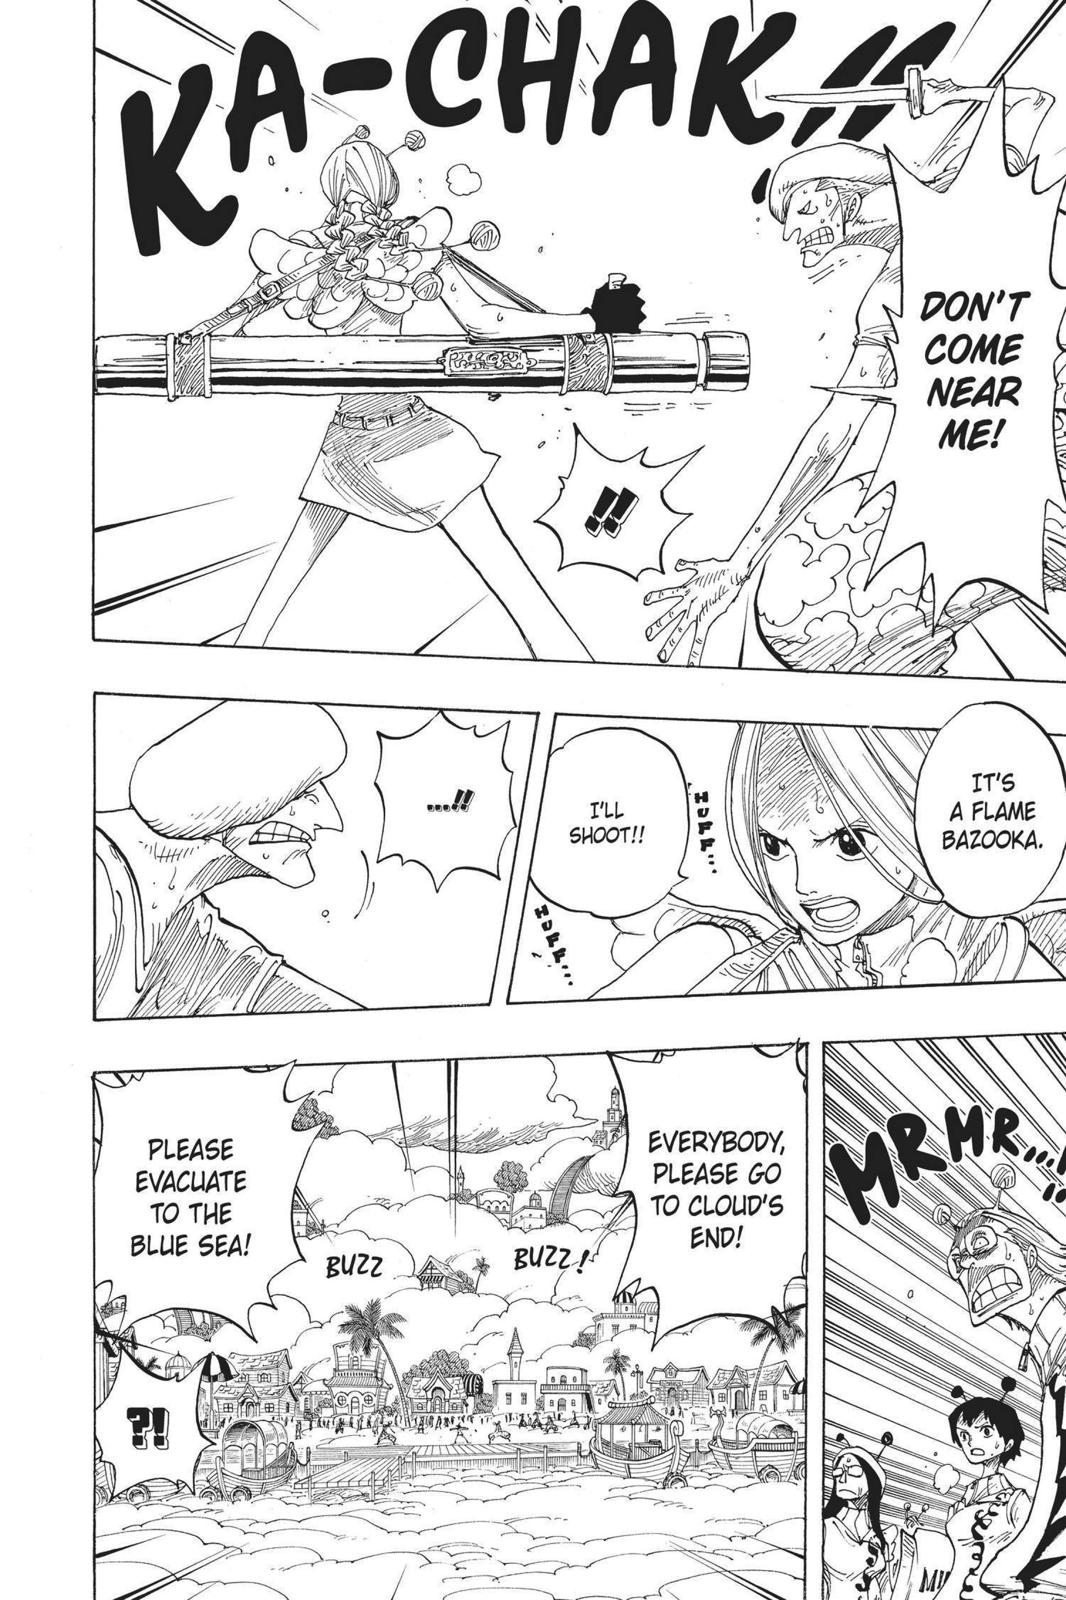 KA-CHAK!!
DON'T
COME
NEAR
ME!
!!
IT'S
A FLAME
BAZOOKA.
HUFF...
I'LL
SHOOT!!
HUFF...
....!!
MRMR...!!
EVERYBODY,
PLEASE GO
TO CLOUD'S
END!
BUZZ!
BUZZ
PLEASE
EVACUATE
TO THE
BLUE SEA!
?!